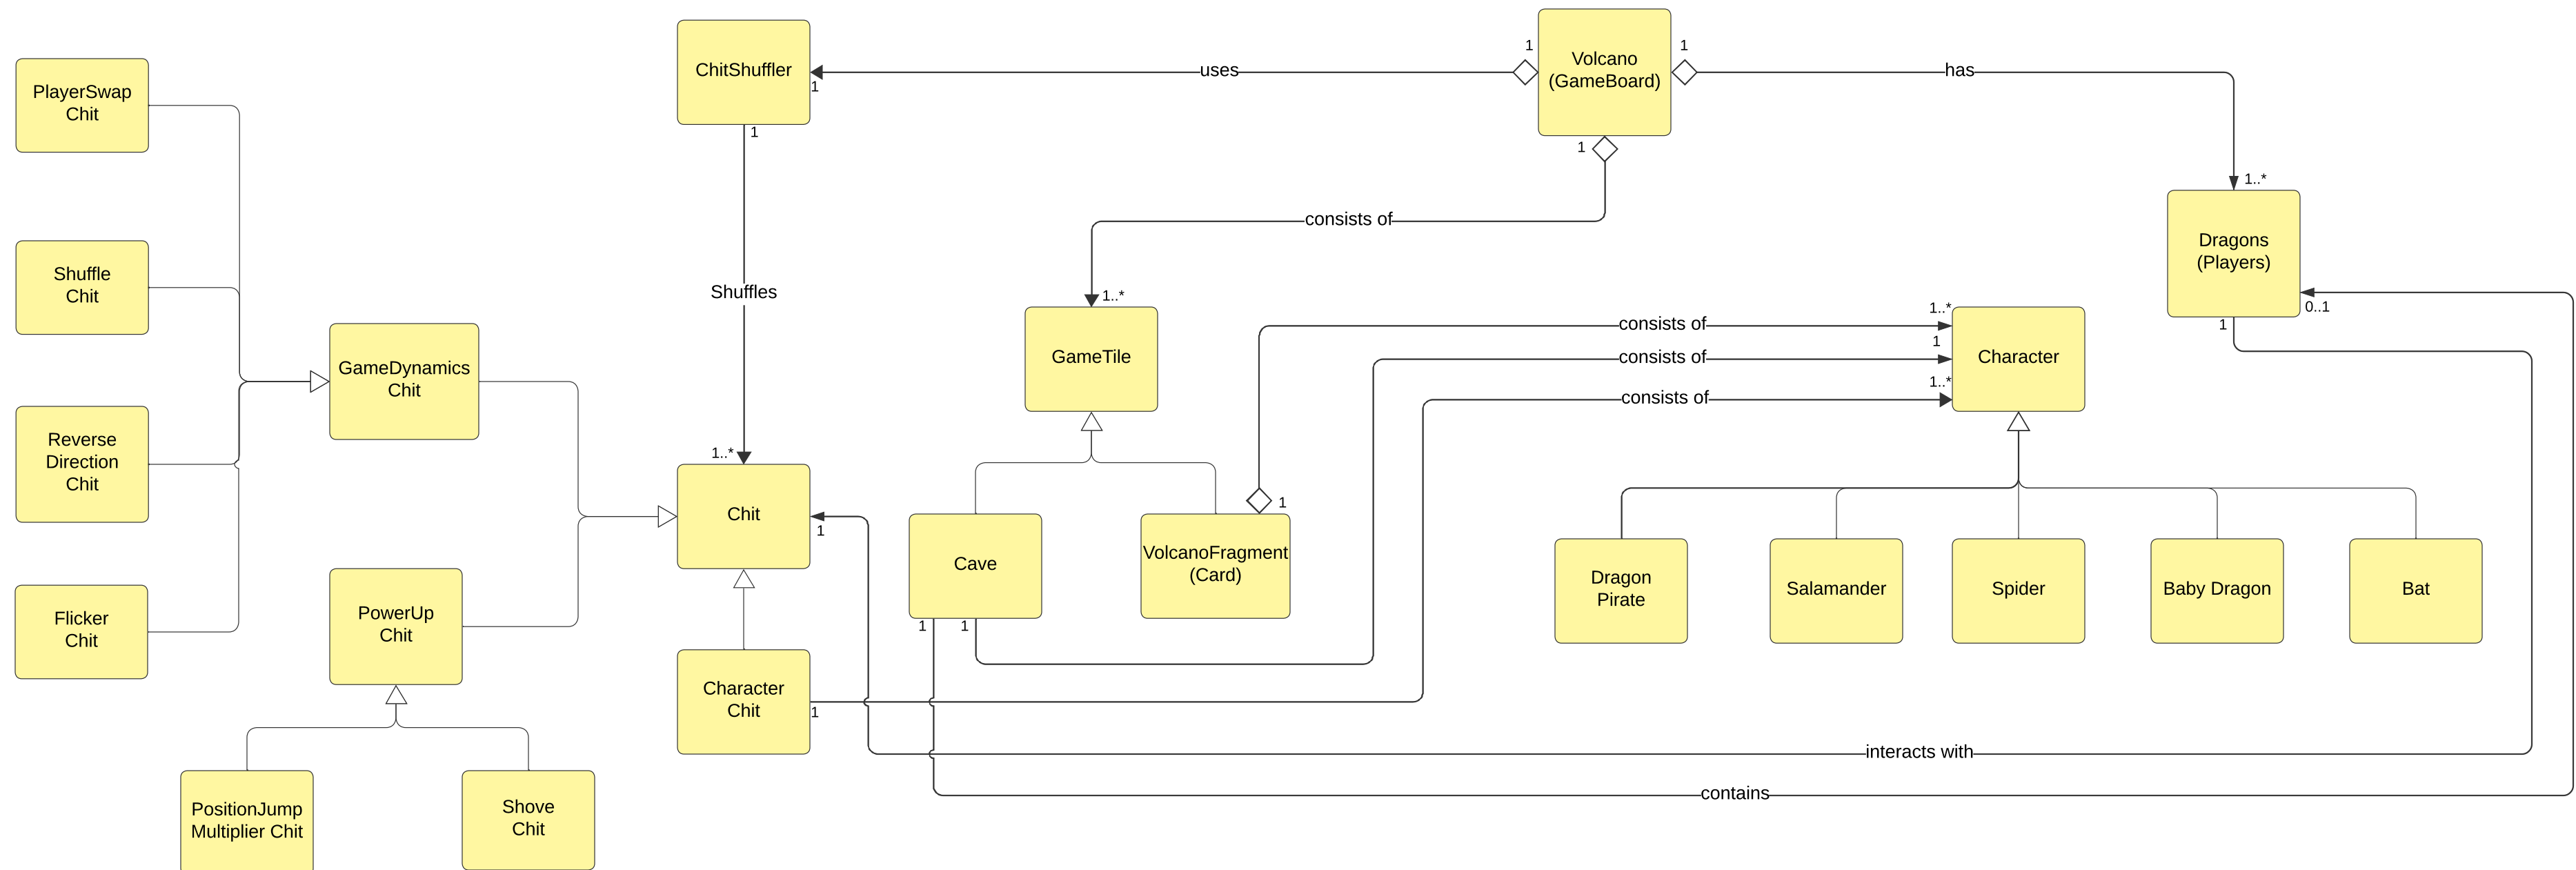 ChitShuffler
1
uses
1
Volcano
(GameBoard)
1
has
PlayerSwap
Chit
1
1
1
1..*
consists of
Dragons
(Players)
Shuffle
Chit
Shuffles
1..*
0..1
1
GameTile
1..*
consists of
1
consists of
1..*
consists of
Character
GameDynamics
Chit
Reverse
Direction
Chit
1..*
Chit
1
1
Cave
VolcanoFragment
(Card)
Dragon
Pirate
Salamander
Spider
Baby Dragon
Bat
Flicker
Chit
PowerUp
Chit
1
1
Character
Chit
1
interacts with
contains
PositionJump
Multiplier Chit
Shove
Chit